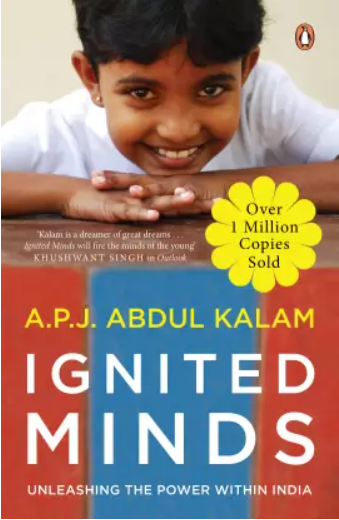 'Kalam is a dreamer of great dreams . . .
Ignited Minds will fire the minds of the young'
KHUSHWANT SINGH in Outlook
Over
1 Million
Copies
Sold
A.P.J. ABDUL KALAM
IGNITED
MINDS
UNLEASHING THE POWER WITHIN INDIA